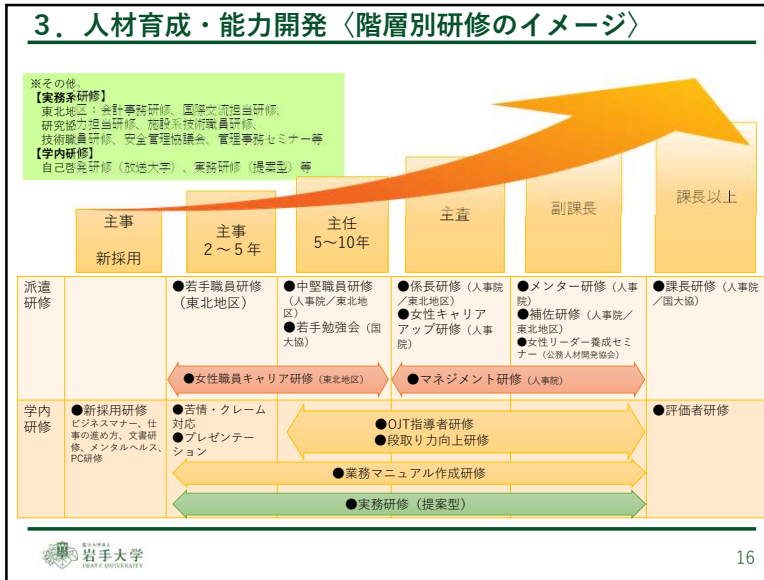 3．人材育成・能力開発〈階層別研修のイメージ〉
※その他、
【実務系研修】
東北地区：会計事務研修、国際交流担当研修、
研究協力担当研修、施設系技術職員研修、
技術職員研修、安全管理協議会、管理事務セミナー等
【学内研修】
自己啓発研修（放送大学）、実務研修（提案型）等
主事
新採用
主事
2～5年
主任
5～10年
主査
副課長
課長以上
派遣
研修
●若手職員研修
（東北地区）
●中堅職員研修
（人事院／東北地
区）
●若手勉強会（国
大協）
●係長研修（人事院
／東北地区）
●女性キャリア
アップ研修（人事
院）
●メンター研修（人事
院）
●補佐研修（人事院／
東北地区）
●女性リーダー養成セミ
ナー（公務人材開発協会）
●課長研修（人事院
／国大協）
●女性職員キャリア研修（東北地区）
●マネジメント研修（人事院）
学内
研修
●新採用研修
ビジネスマナー、仕
事の進め方、文書研
修、メンタルヘルス、
PC研修
●苦情・クレーム
対応
●プレゼンテー
ション
●OJT指導者研修
●段取り力向上研修
●評価者研修
●業務マニュアル作成研修
●実務研修（提案型）
国立大学法人
岩手大学
IWATE UNIVERSITY
16